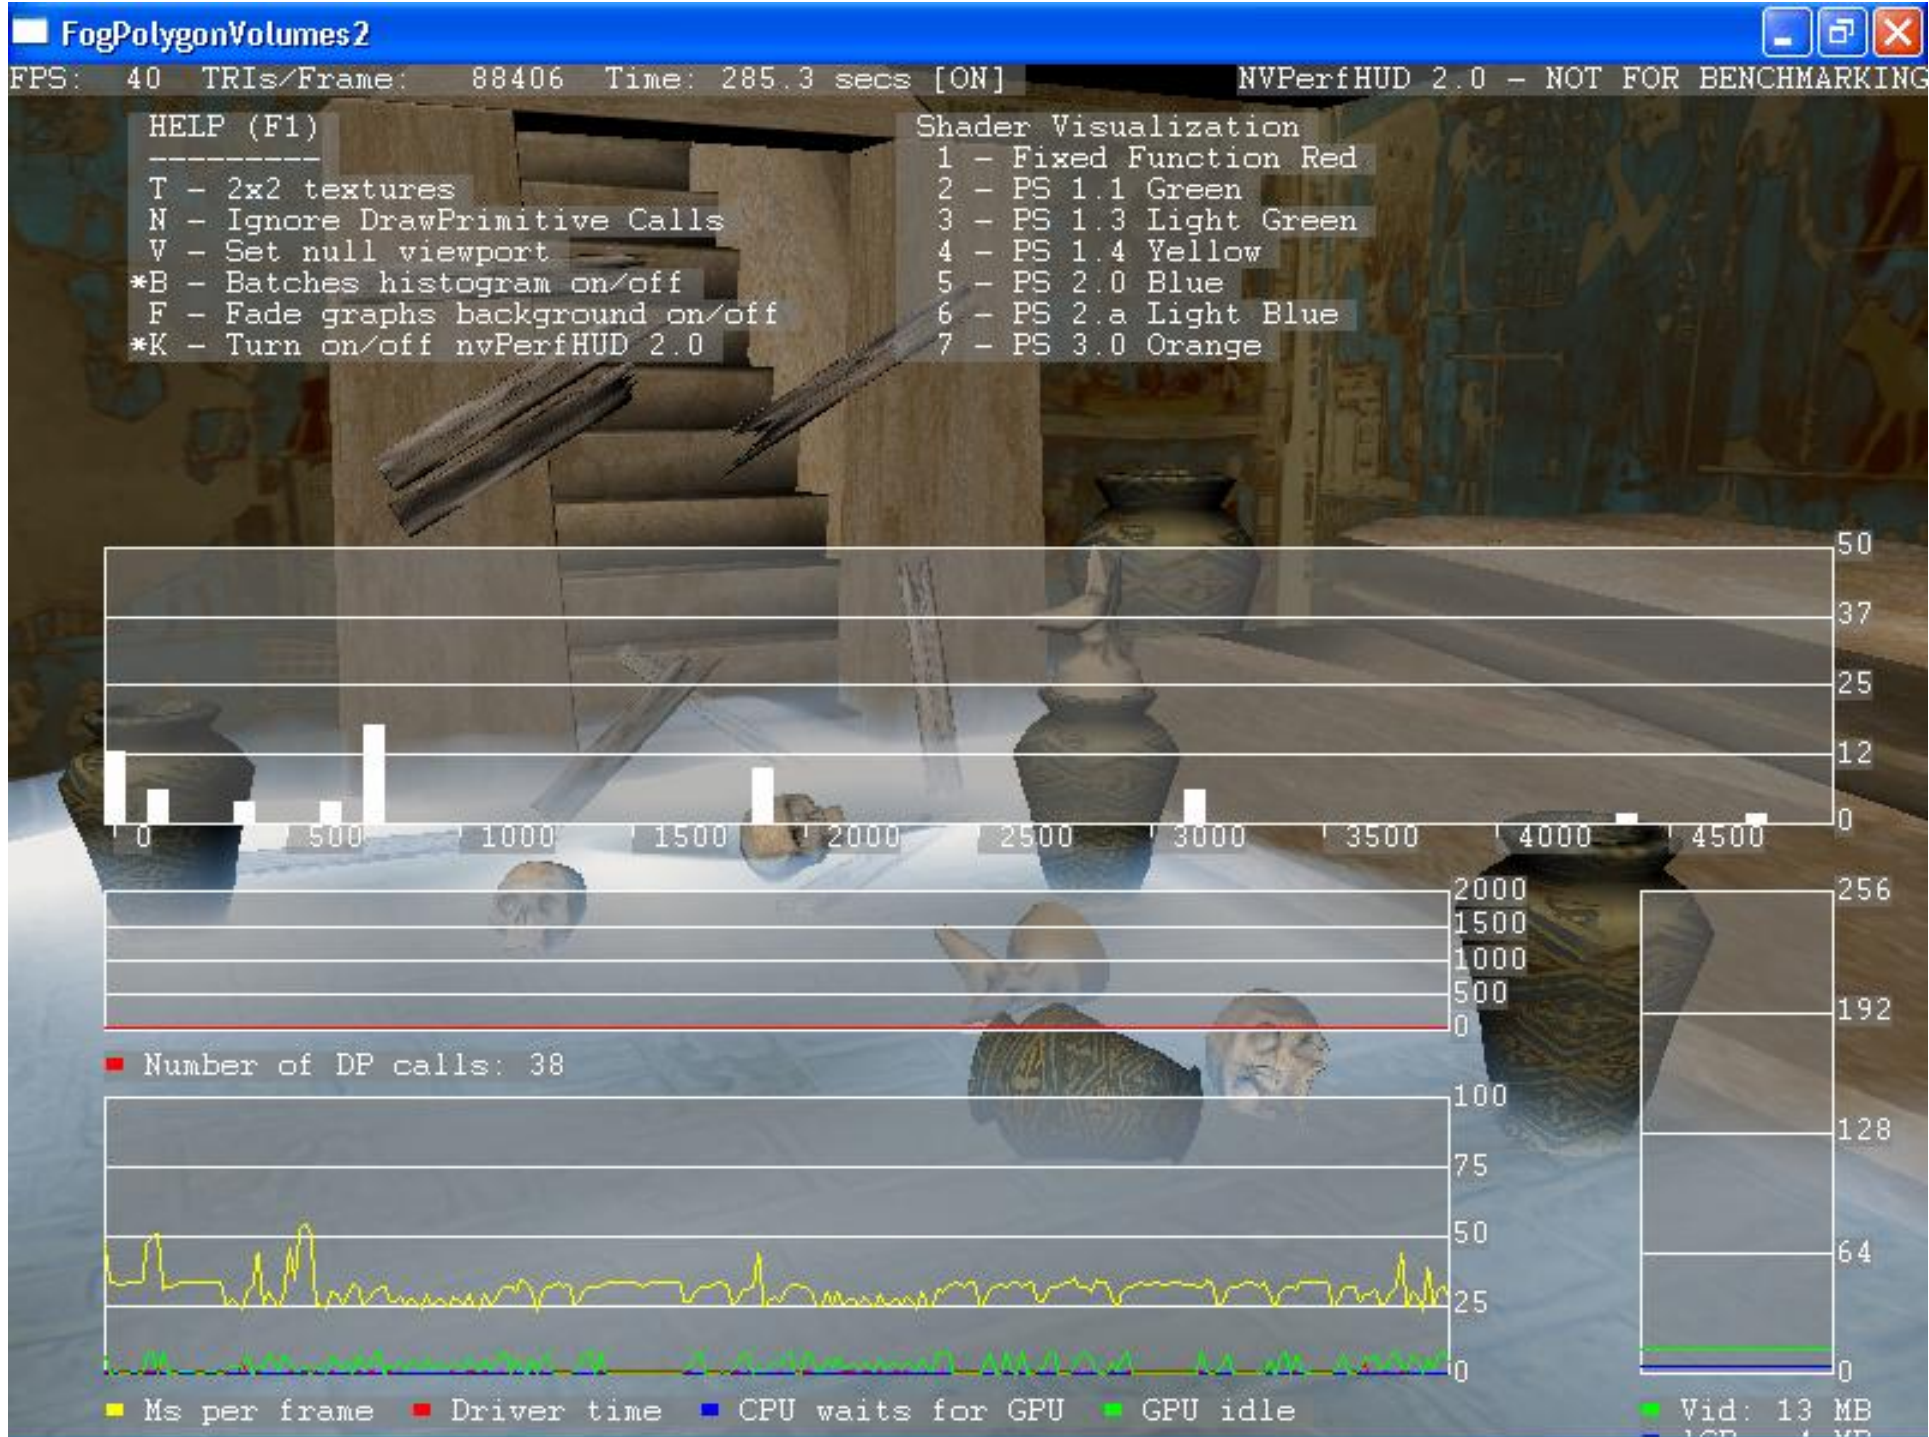 FogPolygonVolumes2
FPS: 40 TRIs/Frame: 88406 Time: 285.3 secs [ON] NVPerfHUD 2.0 - NOT FOR BENCHMARKING
HELP (F1)
---------
T - 2x2 textures
N - Ignore DrawPrimitive Calls
V - Set null viewport
*B - Batches histogram on/off
F - Fade graphs background on/off
*K - Turn on/off nvPerfHUD 2.0
Shader Visualization
1 - Fixed Function Red
2 - PS 1.1 Green
3 - PS 1.3 Light Green
4 - PS 1.4 Yellow
5 - PS 2.0 Blue
6 - PS 2.a Light Blue
7 - PS 3.0 Orange
50
37
25
12
0
0 500 1000 1500 2000 2500 3000 3500 4000 4500
2000
1500
1000
500
0
Number of DP calls: 38
100
75
50
25
0
Ms per frame Driver time CPU waits for GPU GPU idle
256
192
128
64
0
Vid: 13 MB